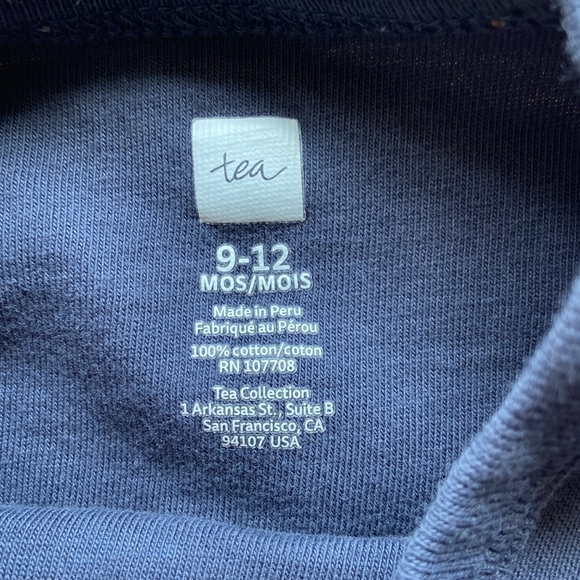 tea
9-12
MOS/MOIS
Made in Peru
Fabriqué au Pérou
100% cotton/coton
RN 107708
Tea Collection
1 Arkansas St., Suite B
San Francisco, CA
94107 USA